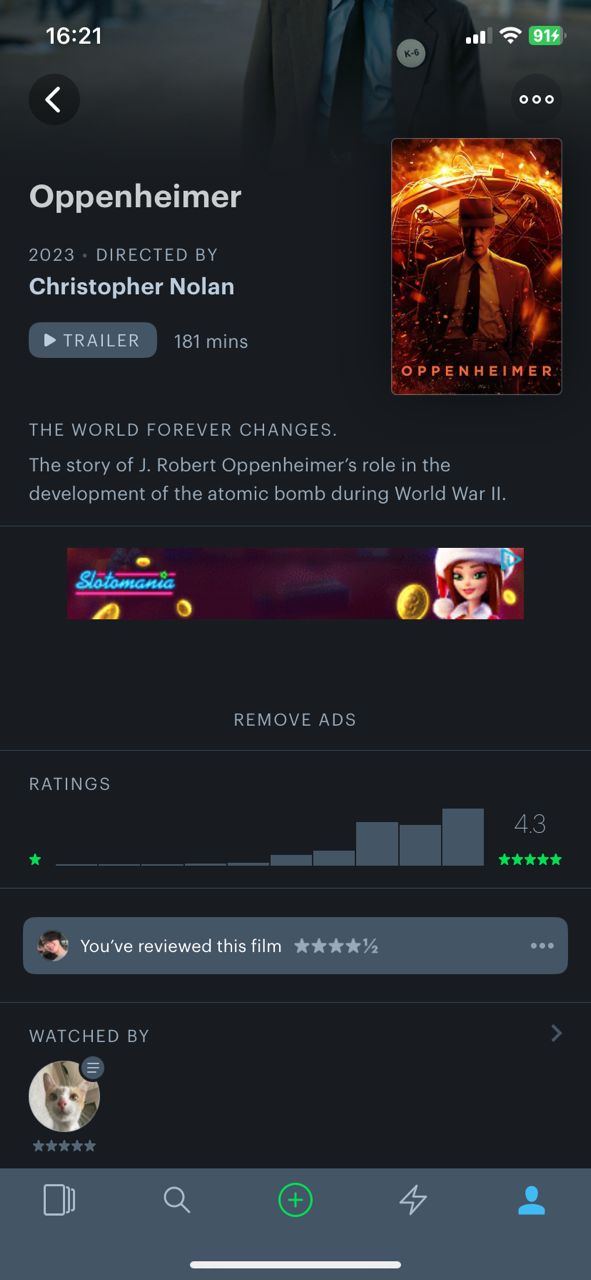 16:21
91
K-6
Oppenheimer
2023 • DIRECTED BY
Christopher Nolan
TRAILER 181 mins
OPPENHEIMER
THE WORLD FOREVER CHANGES.
The story of J. Robert Oppenheimer’s role in the
development of the atomic bomb during World War II.
Slotomania
REMOVE ADS
RATINGS
4.3
You’ve reviewed this film ★★★★½
WATCHED BY